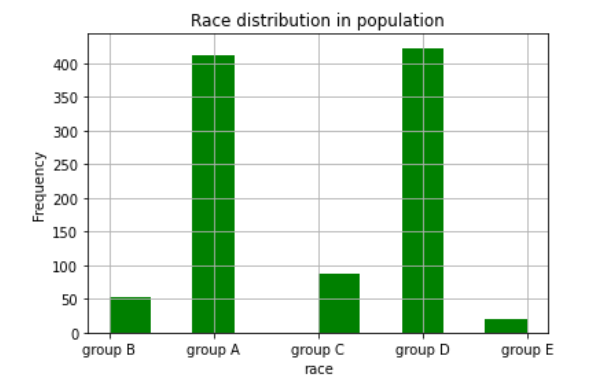 Race distribution in population
400
350
300
250
200
150
100
50
0
Frequency
group B group A group C group D group E
race